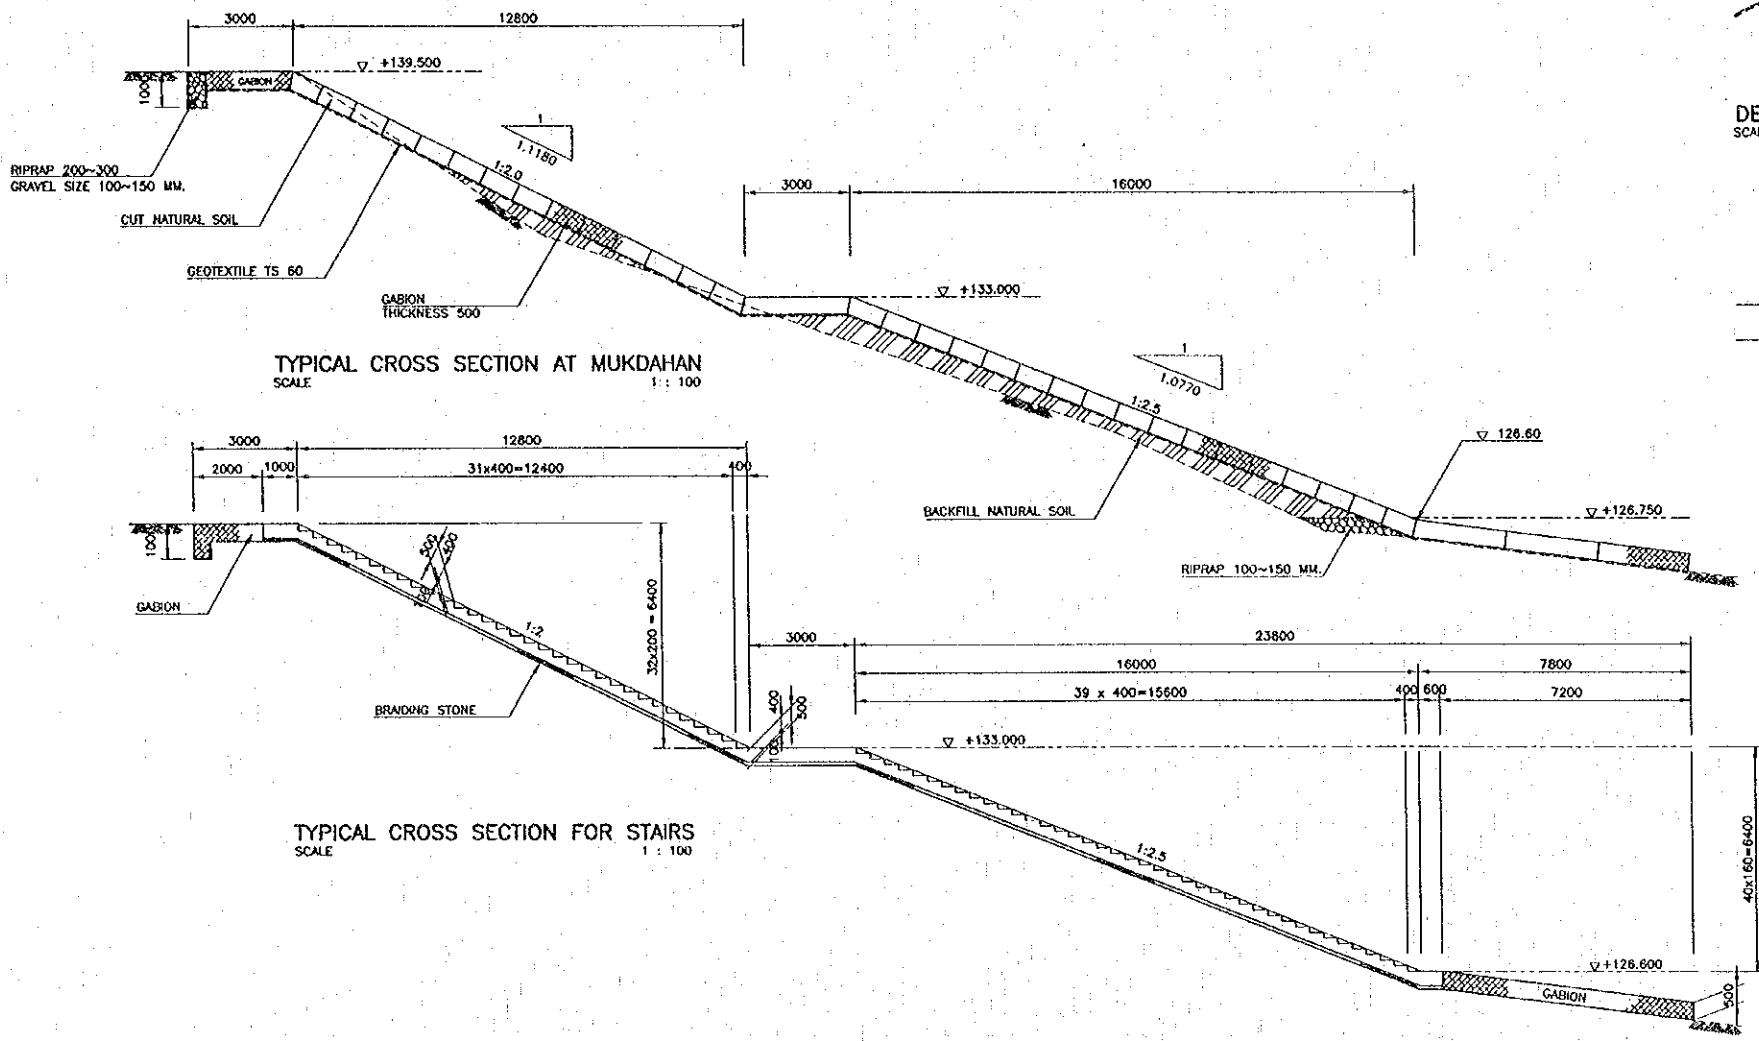 3000
12800
+139.500
GABION
1000
1
1.1180
1:2.0
RIPRAP 200~300
GRAVEL SIZE 100~150 MM.
CUT NATURAL SOIL
GEOTEXTILE TS 60
GABION
THICKNESS 500
3000
16000
+133.000
TYPICAL CROSS SECTION AT MUKDAHAN
SCALE 1 : 100
1
1.0770
1:2.5
126.60
BACKFILL NATURAL SOIL
+126.750
RIPRAP 100~150 MM.
DE
SCA
3000
12800
2000
1000
31x400=12400
400
1000
GABION
500
400
1:2
32x200 = 6400
BRAIDING STONE
3000
23800
16000
7800
39 x 400=15600
400
600
7200
400
500
100
+133.000
1:2.5
TYPICAL CROSS SECTION FOR STAIRS
SCALE 1 : 100
40x160=6400
+126.600
GABION
500